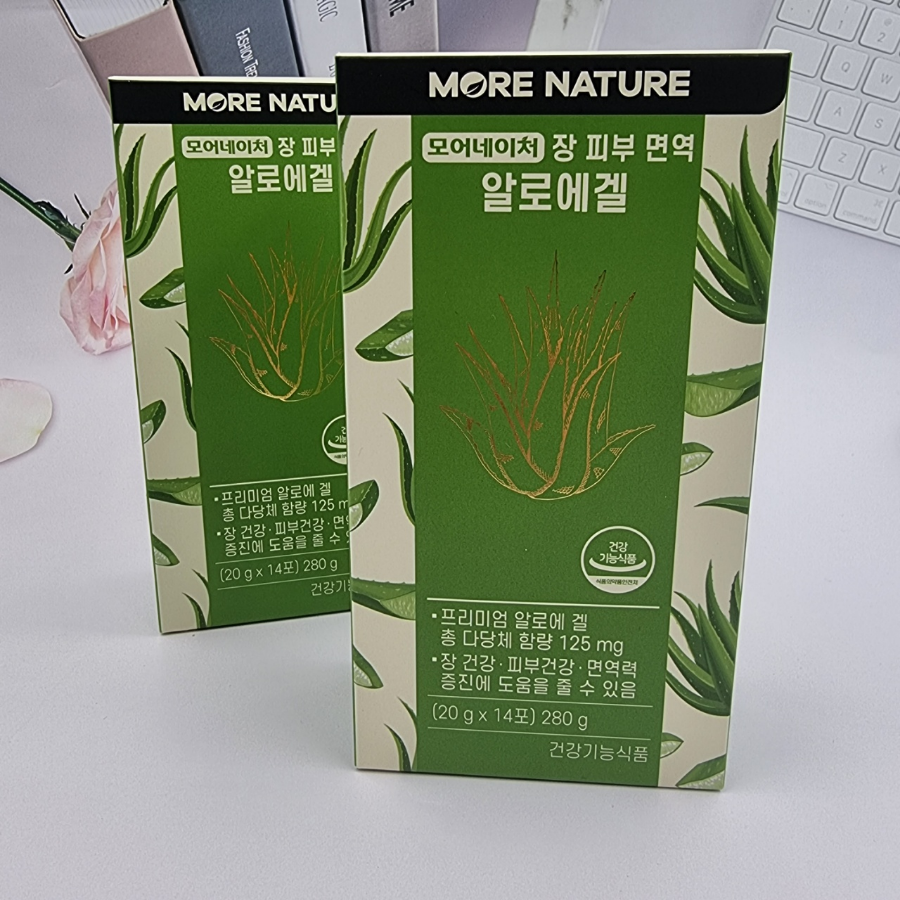 FASHION TRE
MORE NATU
모어네이처 장 피부
알로에겔
프리미엄 알로에 겔
총 다당체 함량 125 m
장 건강·피부건강·면역
증진에 도움을 줄 수 있
(20 g x 14포) 280 g
MORE NATURE
모어네이처 장 피부 면역
알로에겔
건강
기능식품
식품의약품안전처
▪프리미엄 알로에 겔
총 다당체 함량 125 mg
▪장 건강·피부건강·면역력
증진에 도움을 줄 수 있음
(20 g x 14포) 280 g
건강기능식품
Q
W
A
S
Z
X
option
command